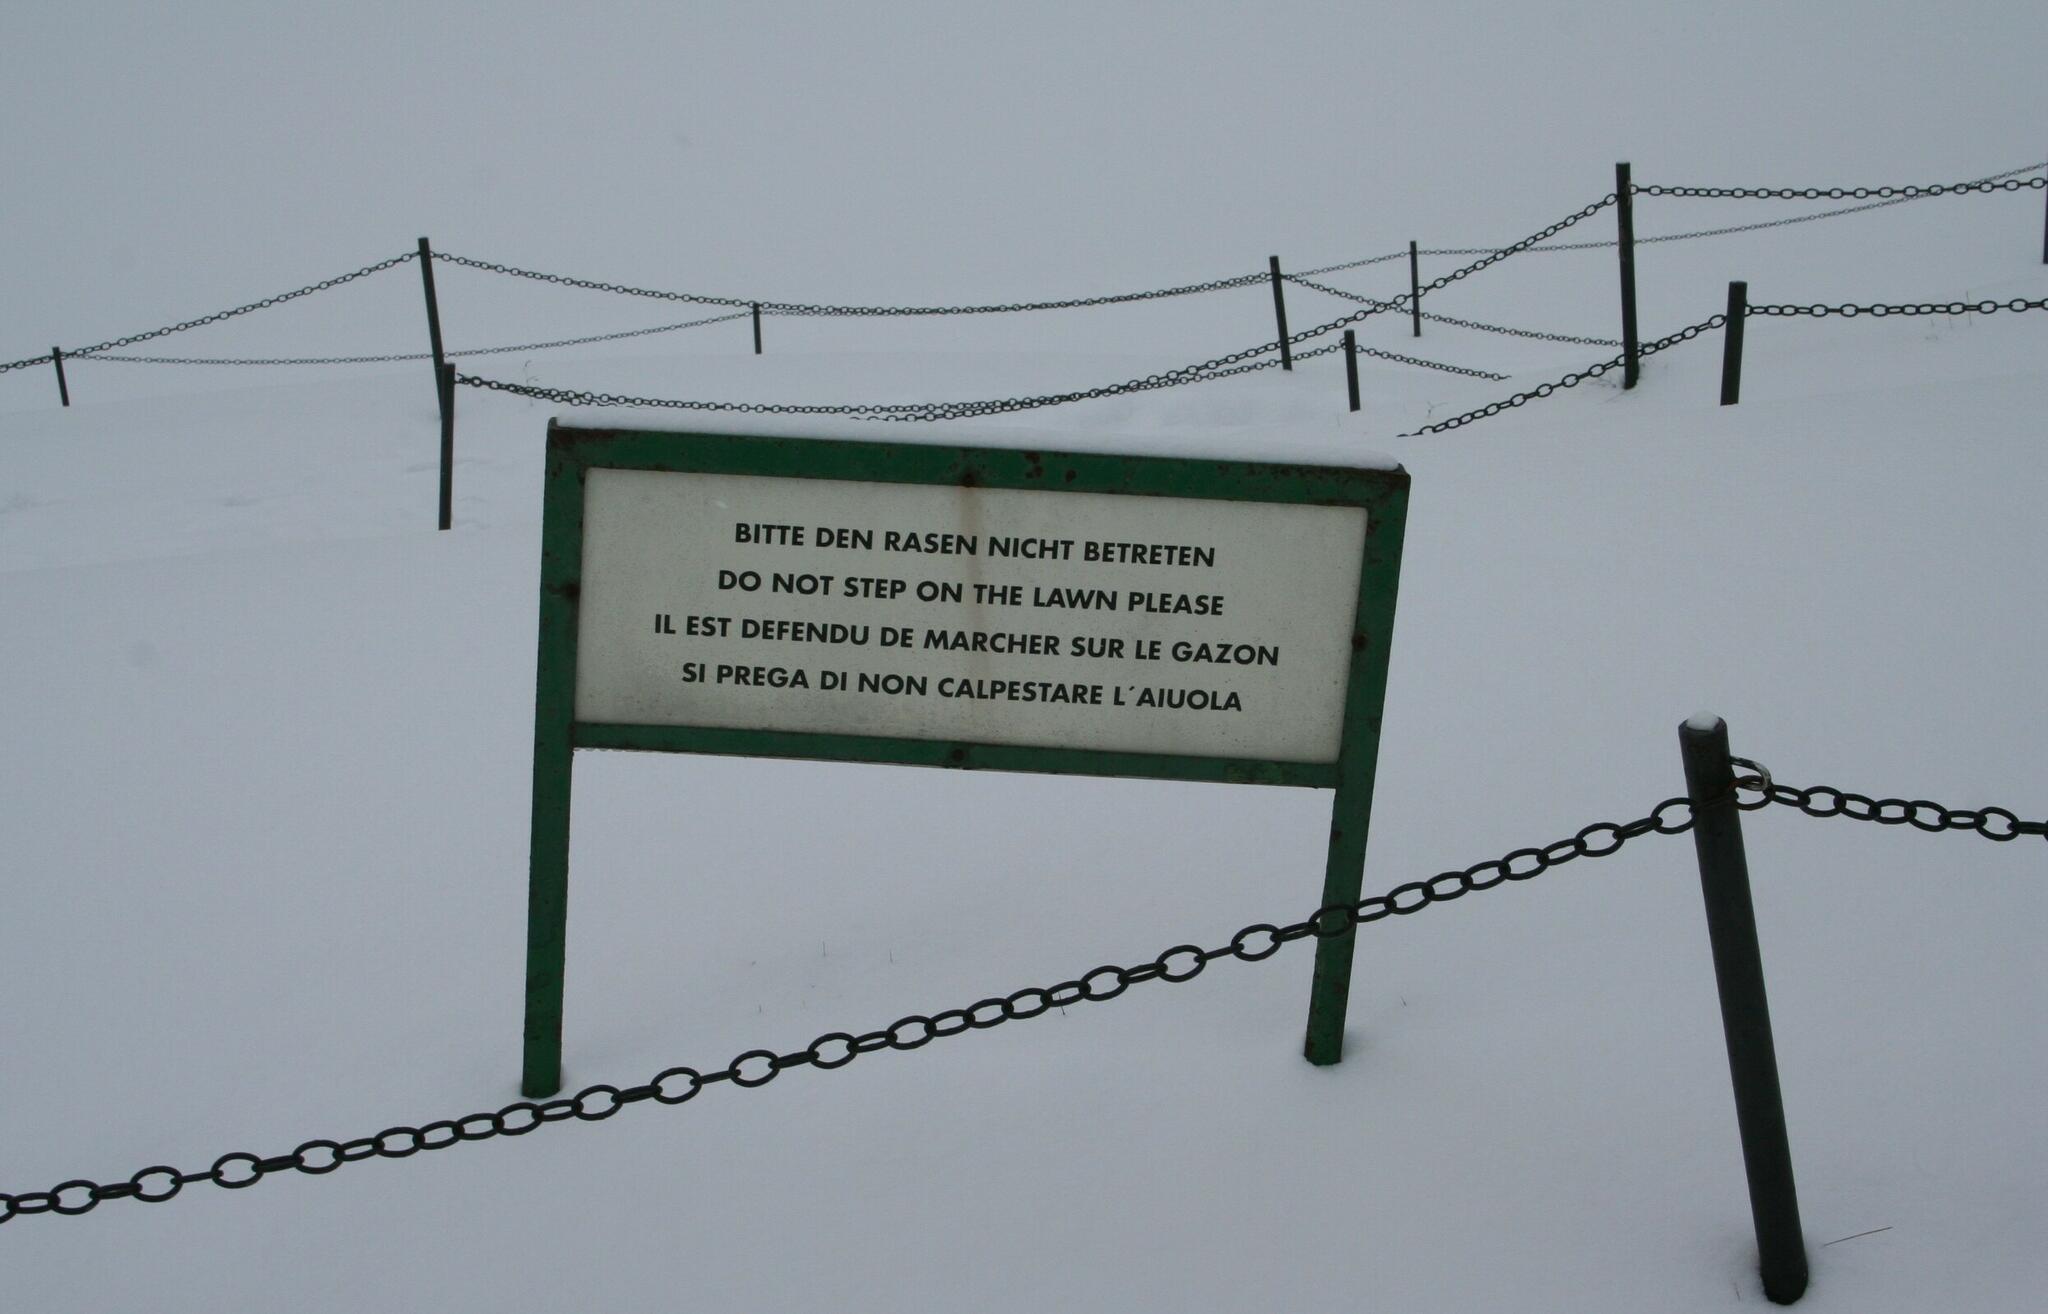 BITTE DEN RASEN NICHT BETRETEN
DO NOT STEP ON THE LAWN PLEASE
IL EST DEFENDU DE MARCHER SUR LE GAZON
SI PREGA DI NON CALPESTARE L´AIUOLA